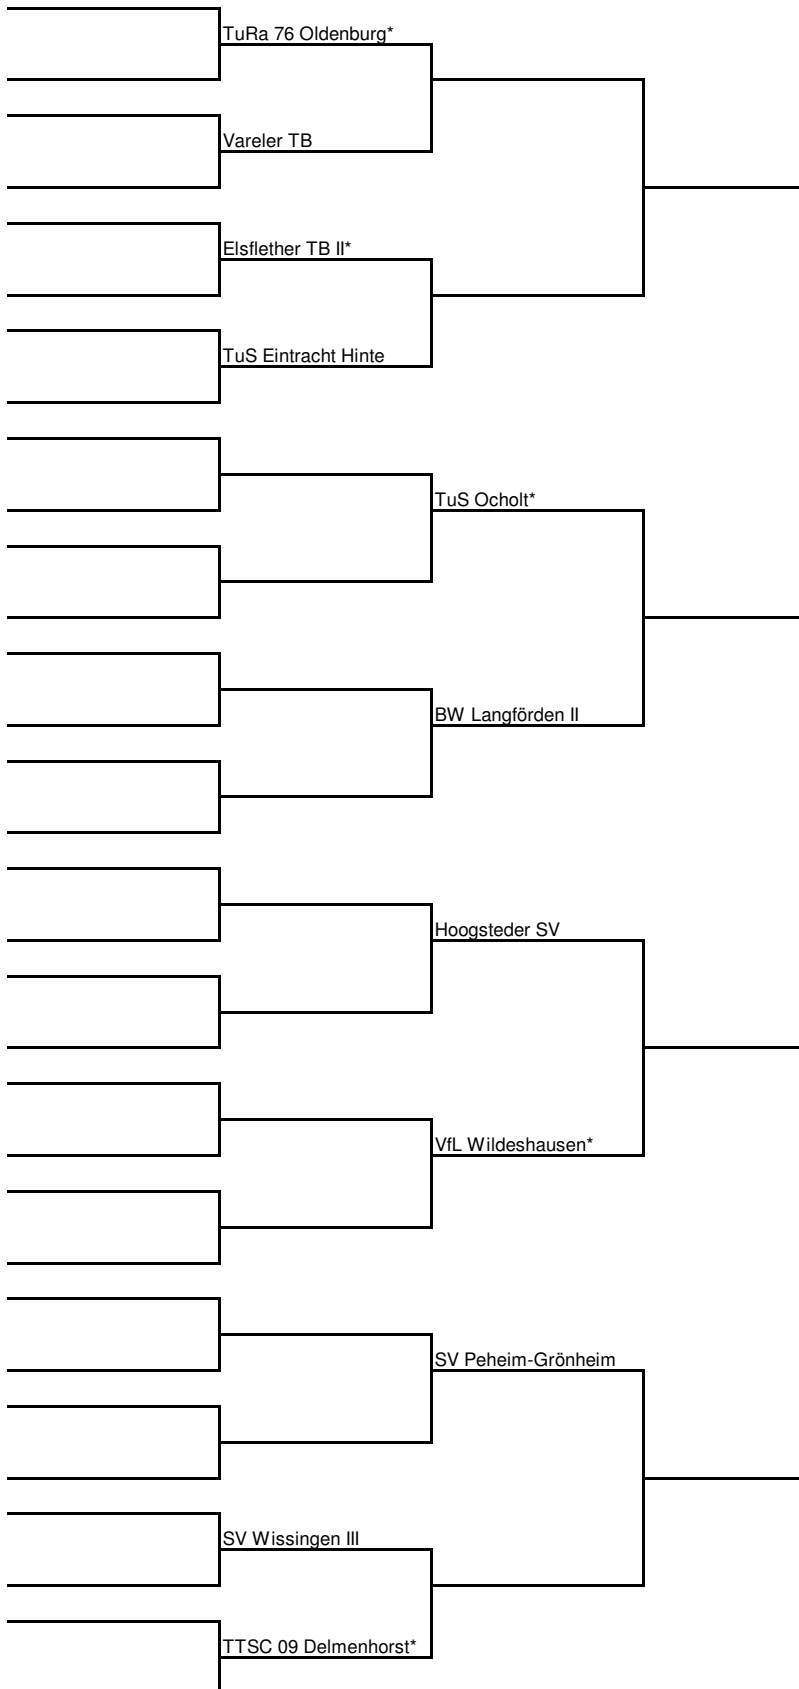 TuRa 76 Oldenburg*
Vareler TB
Elsflether TB II*
TuS Eintracht Hinte
TuS Ocholt*
BW Langförden II
Hoogsteder SV
VfL Wildeshausen*
SV Peheim-Grönheim
SV Wissingen III
TTSC 09 Delmenhorst*